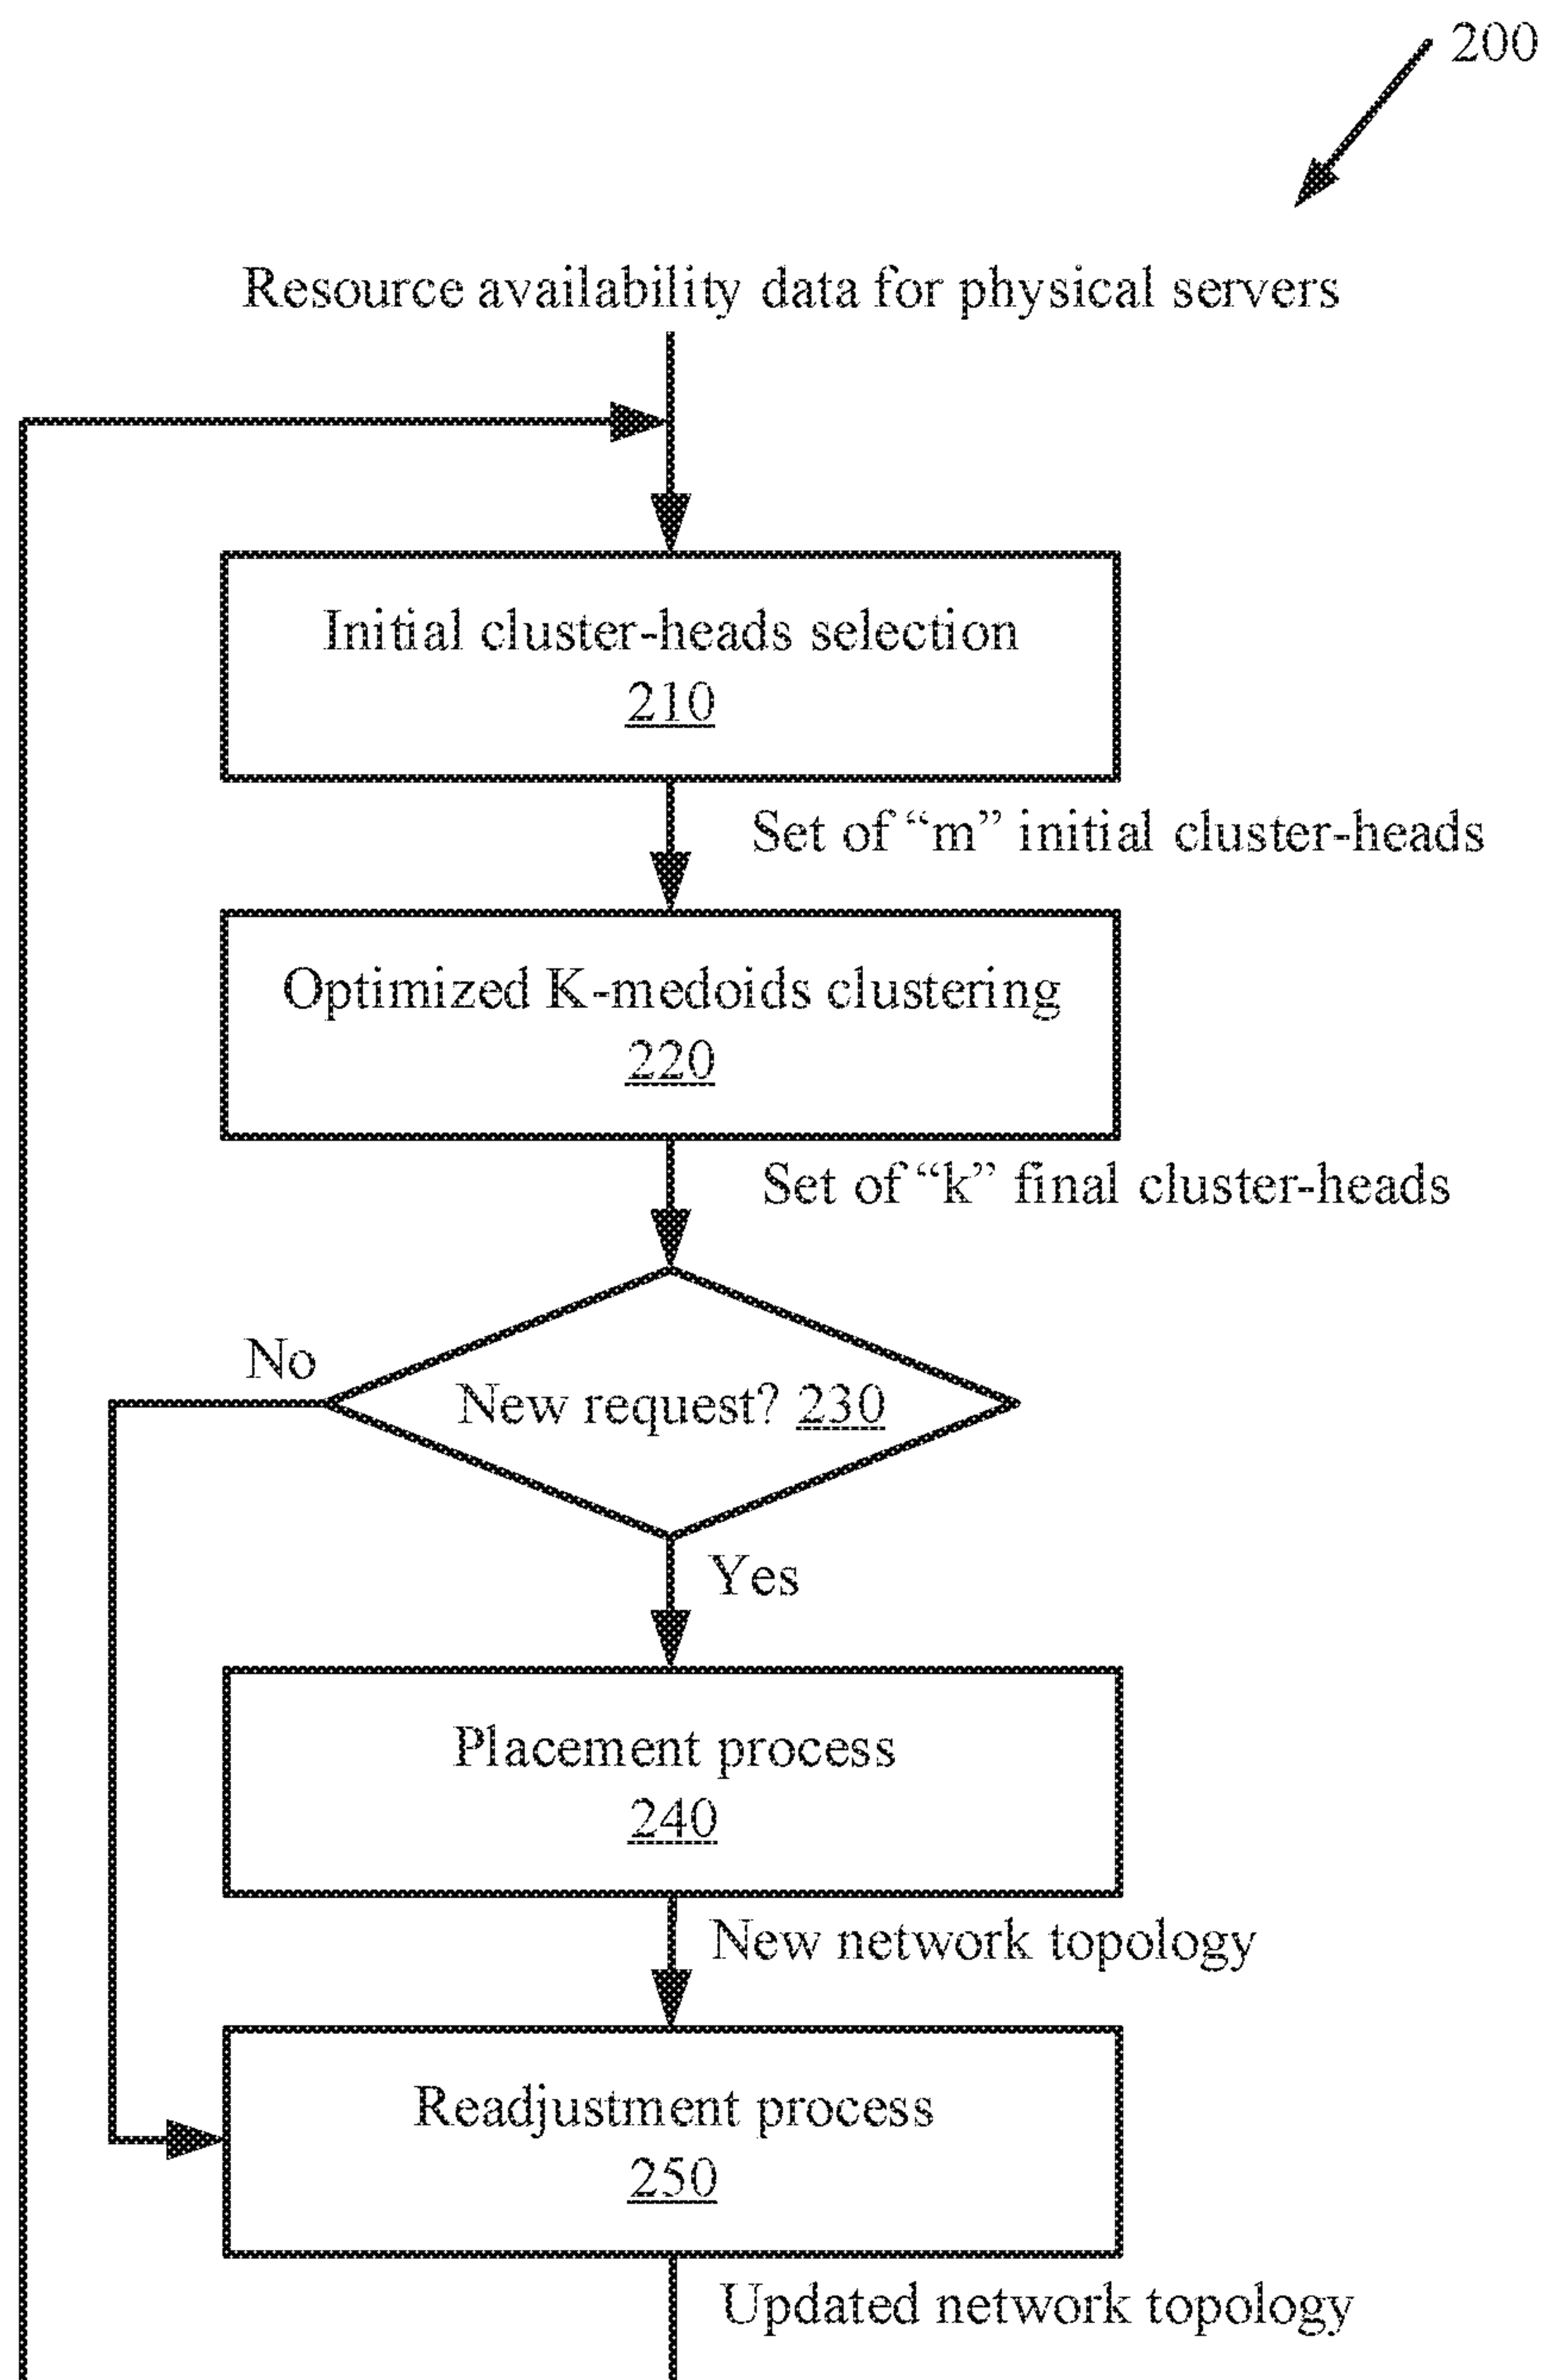 200
Resource availability data for physical servers
Initial cluster-heads selection
210
Set of “m” initial cluster-heads
Optimized K-medoids clustering
220
Set of “k” final cluster-heads
No
New request? 230
Yes
Placement process
240
New network topology
Readjustment process
250
Updated network topology